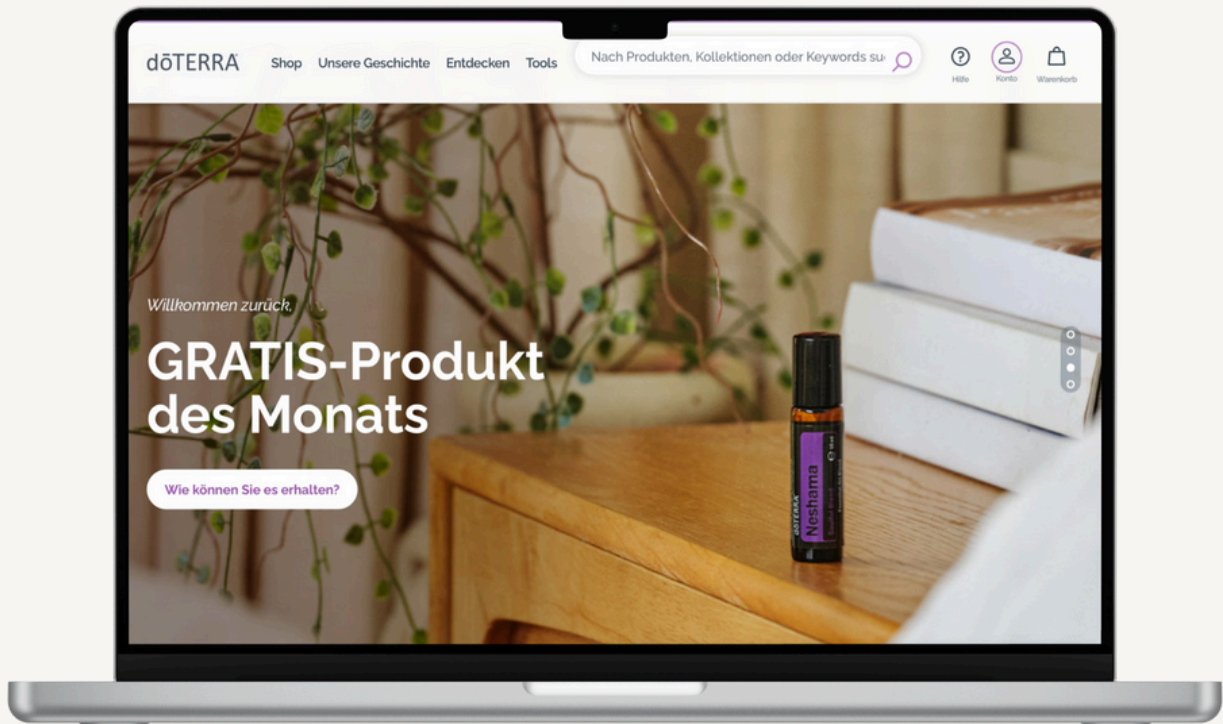 dōTERRA
Shop
Unsere Geschichte
Entdecken
Tools
Nach Produkten, Kollektionen oder Keywords su
Hilfe
Konto
Warenkorb
Willkommen zurück,
GRATIS-Produkt
des Monats
Wie können Sie es erhalten?
dōTERRA
Neshama